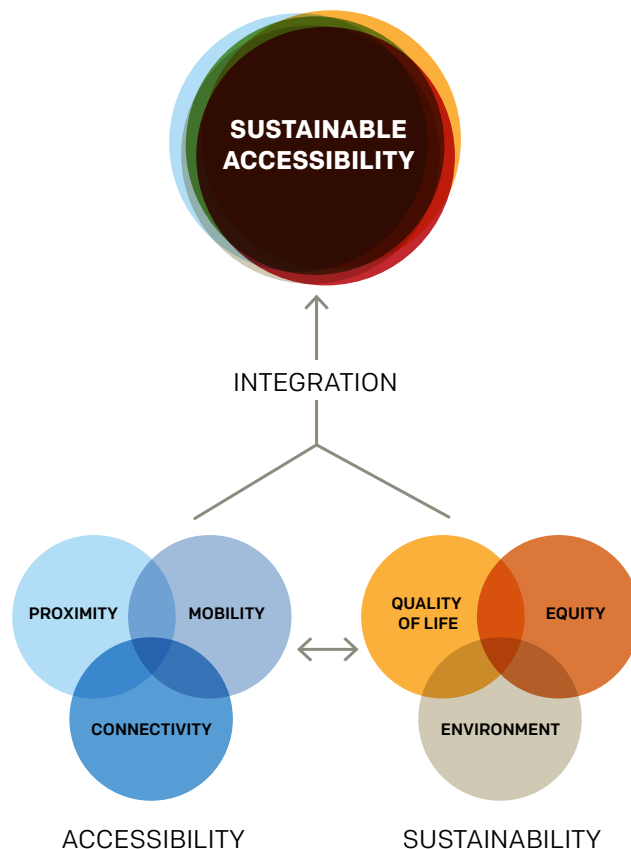 SUSTAINABLE
ACCESSIBILITY
INTEGRATION
PROXIMITY
MOBILITY
CONNECTIVITY
QUALITY
OF LIFE
EQUITY
ENVIRONMENT
ACCESSIBILITY
SUSTAINABILITY